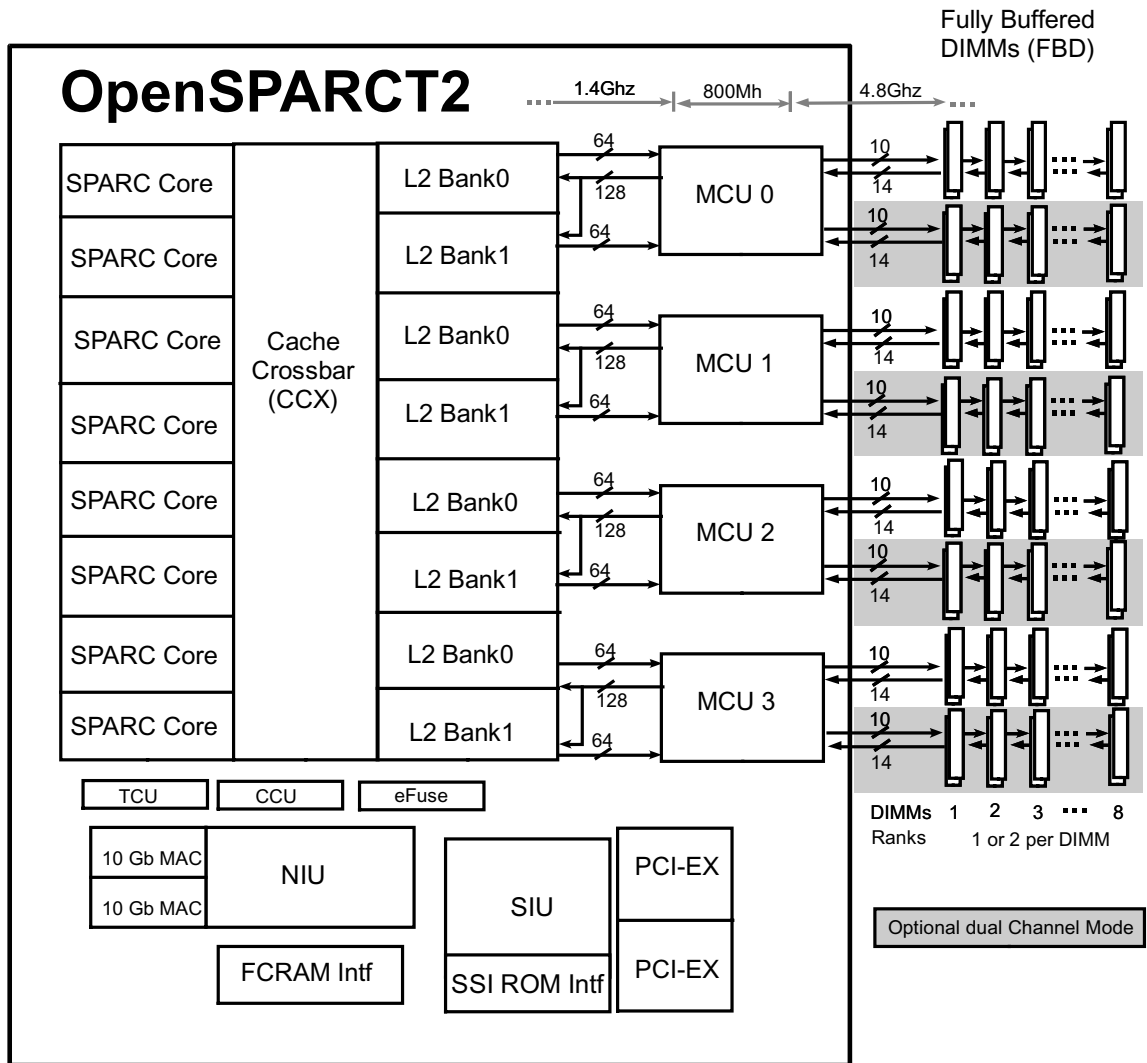 Fully Buffered
DIMMs (FBD)
OpenSPARCT2
1.4Ghz
800Mh
4.8Ghz
SPARC Core
SPARC Core
SPARC Core
SPARC Core
SPARC Core
SPARC Core
SPARC Core
SPARC Core
Cache
Crossbar
(CCX)
L2 Bank0
L2 Bank1
L2 Bank0
L2 Bank1
L2 Bank0
L2 Bank1
L2 Bank0
L2 Bank1
64
128
64
64
128
64
64
128
64
64
128
64
MCU 0
MCU 1
MCU 2
MCU 3
10
14
10
14
10
14
10
14
10
14
10
14
10
14
10
14
DIMMs 1 2 3 8
Ranks 1 or 2 per DIMM
TCU
CCU
eFuse
10 Gb MAC
10 Gb MAC
NIU
FCRAM Intf
SIU
SSI ROM Intf
PCI-EX
PCI-EX
Optional dual Channel Mode